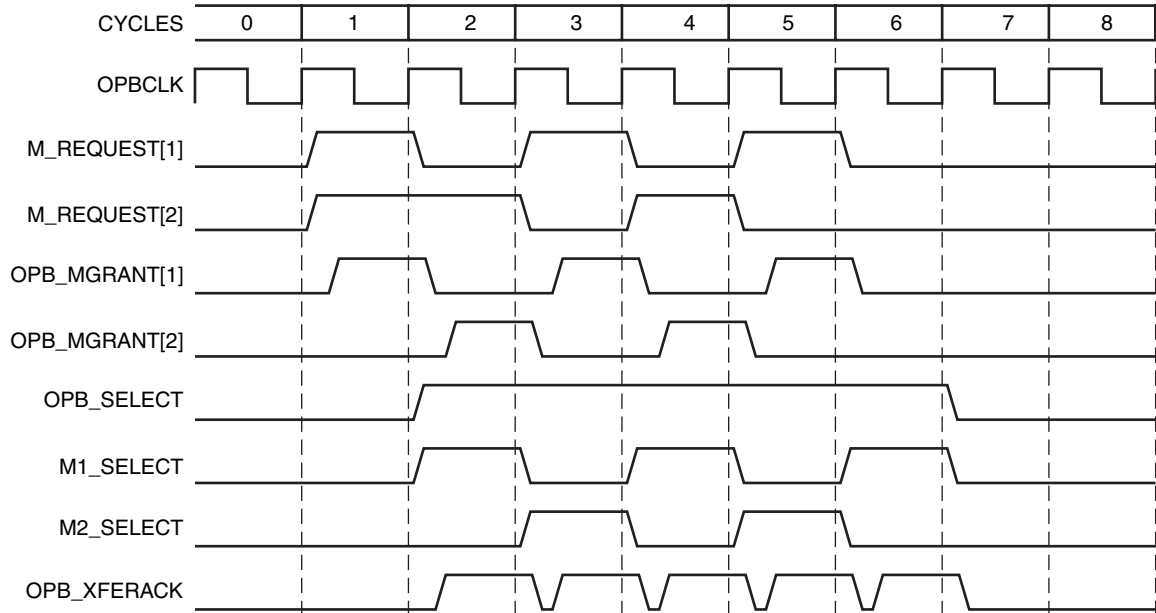 CYCLES 0 1 2 3 4 5 6 7 8
OPBCLK
M_REQUEST[1]
M_REQUEST[2]
OPB_MGRANT[1]
OPB_MGRANT[2]
OPB_SELECT
M1_SELECT
M2_SELECT
OPB_XFERACK